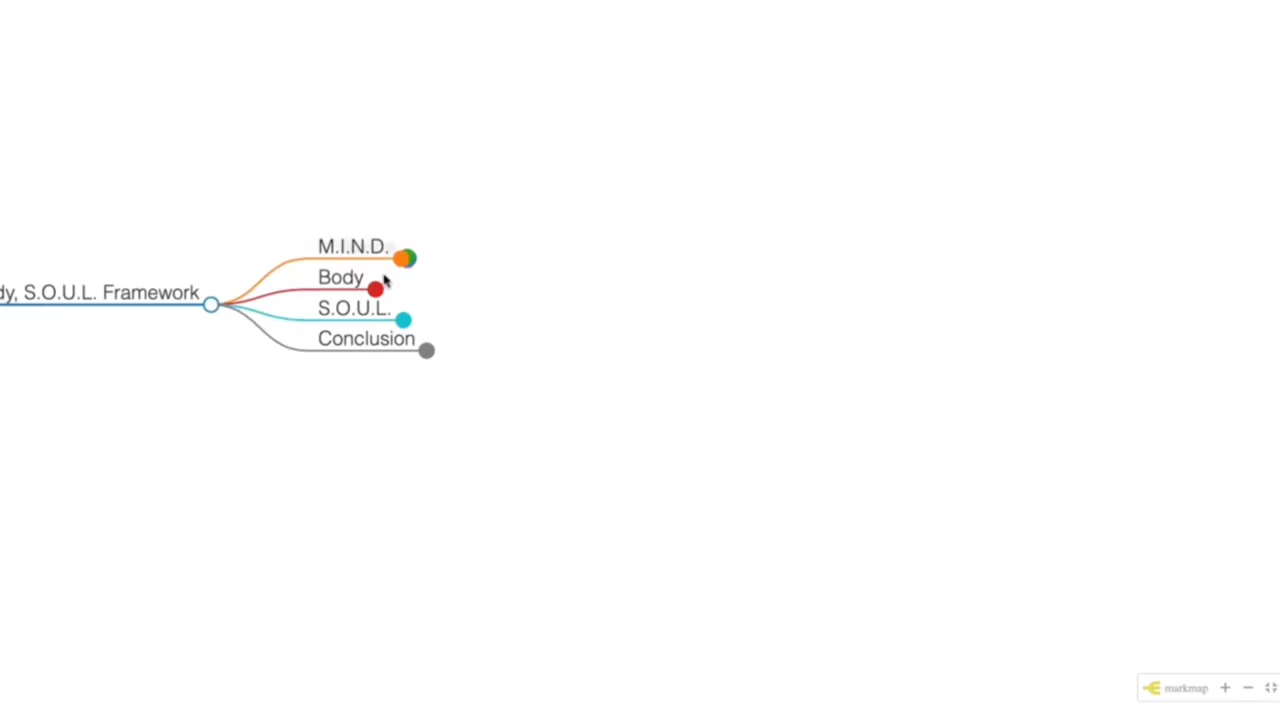 M.I.N.D.
Body
dy, S.O.U.L. Framework
S.O.U.L.
Conclusion
markmap + −